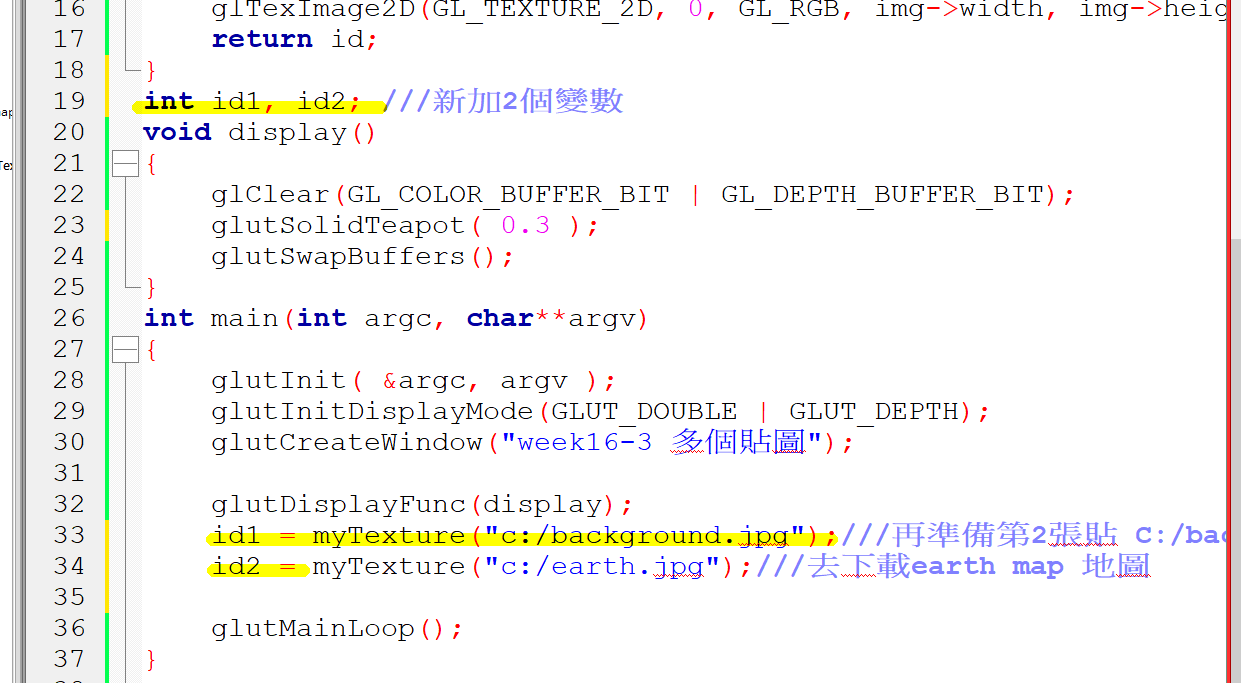 16 glTexImage2D(GL_TEXTURE_2D, 0, GL_RGB, img->width, img->heig
17 return id;
18 }
19 int id1, id2; ///新加2個變數
20 void display()
21 {
22 glClear(GL_COLOR_BUFFER_BIT | GL_DEPTH_BUFFER_BIT);
23 glutSolidTeapot( 0.3 );
24 glutSwapBuffers();
25 }
26 int main(int argc, char**argv)
27 {
28 glutInit( &argc, argv );
29 glutInitDisplayMode(GLUT_DOUBLE | GLUT_DEPTH);
30 glutCreateWindow("week16-3 多個貼圖");
31
32 glutDisplayFunc(display);
33 id1 = myTexture("c:/background.jpg");///再準備第2張貼 C:/bac
34 id2 = myTexture("c:/earth.jpg");///去下載earth map 地圖
35
36 glutMainLoop();
37 }